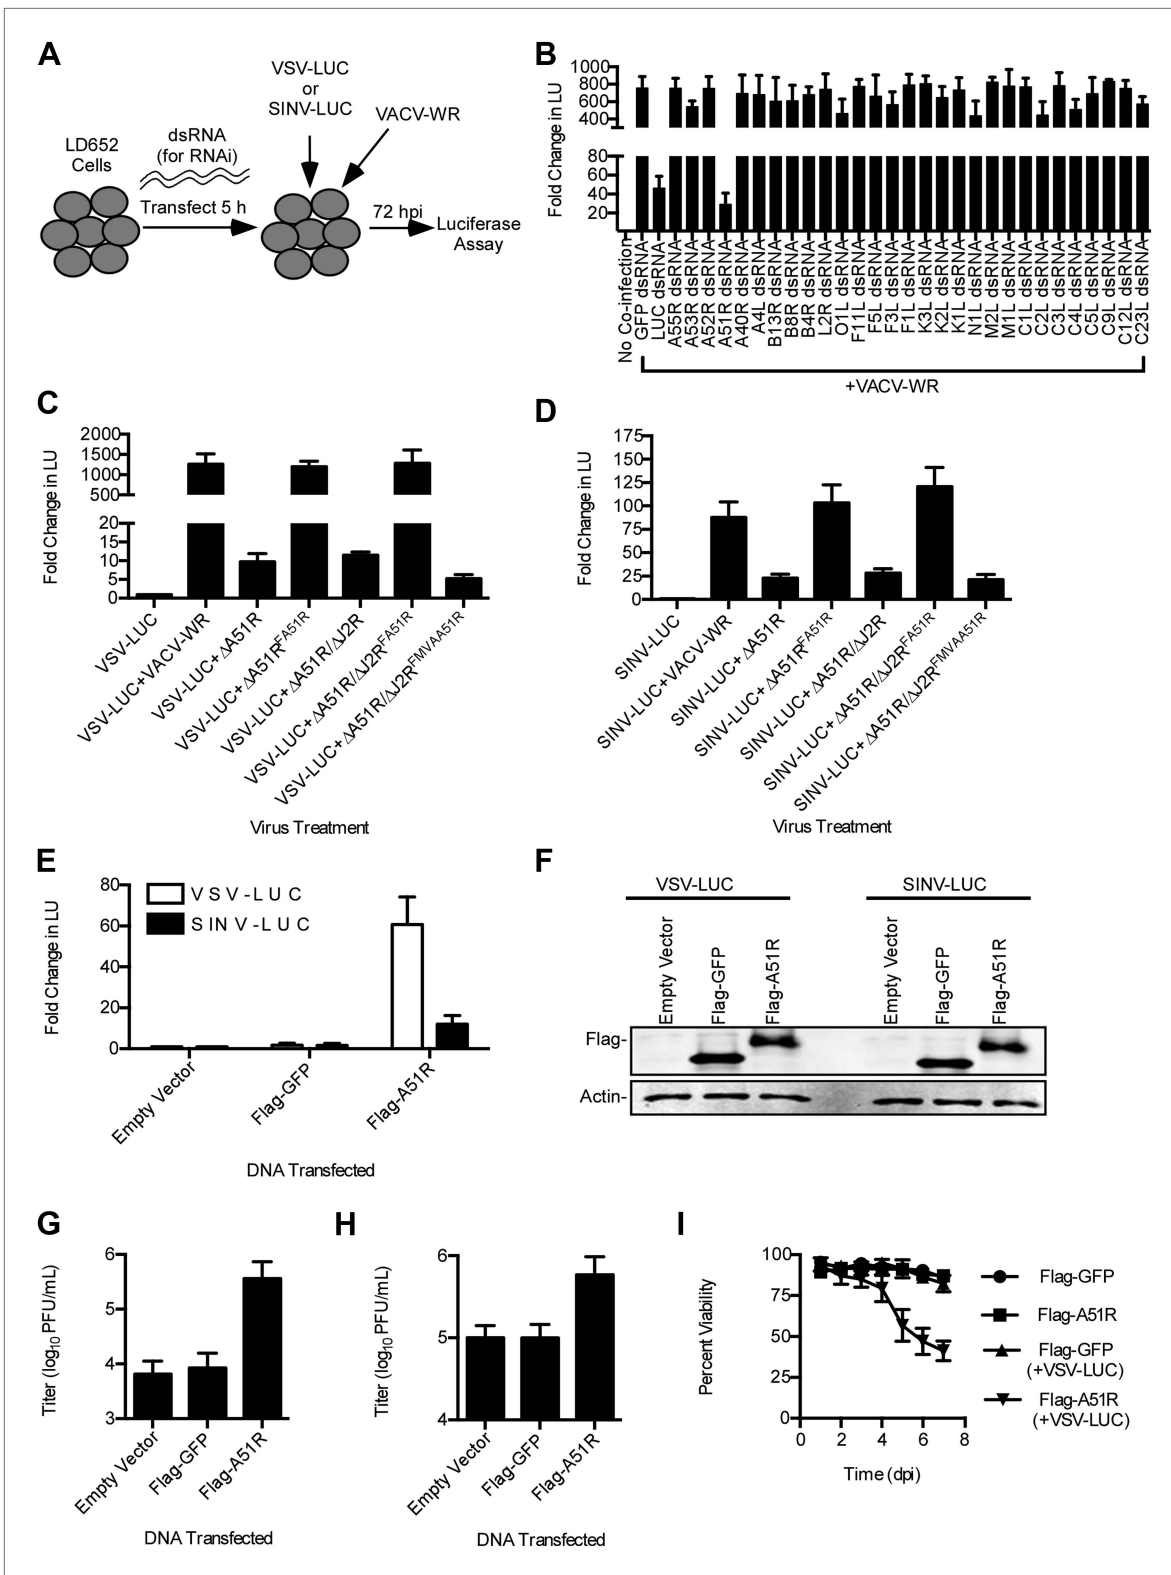 A
LD652
Cells
dsRNA
(for RNAi)
Transfect 5 h
VSV-LUC
or
SINV-LUC
VACV-WR
72 hpi
Luciferase
Assay
B
Fold Change in LU
1000
800
600
400
80
60
40
20
No Co-infection
GFP dsRNA
LUC dsRNA
A55R dsRNA
A53R dsRNA
A52R dsRNA
A51R dsRNA
A40R dsRNA
A4L dsRNA
B13R dsRNA
B8R dsRNA
B4R dsRNA
L2R dsRNA
O1L dsRNA
F11L dsRNA
F5L dsRNA
F3L dsRNA
F1L dsRNA
K3L dsRNA
K2L dsRNA
K1L dsRNA
N1L dsRNA
M2L dsRNA
M1L dsRNA
C1L dsRNA
C2L dsRNA
C3L dsRNA
C4L dsRNA
C5L dsRNA
C9L dsRNA
C12L dsRNA
C23L dsRNA
+VACV-WR
C
Fold Change in LU
2000
1500
1000
500
20
15
10
5
0
VSV-LUC
VSV-LUC+VACV-WR
VSV-LUC+ΔA51R
VSV-LUC+ΔA51R^FA51R
VSV-LUC+ΔA51R/ΔJ2R
VSV-LUC+ΔA51R/ΔJ2R^FA51R
VSV-LUC+ΔA51R/ΔJ2R^FMVAA51R
Virus Treatment
D
Fold Change in LU
175
150
125
100
75
50
25
0
SINV-LUC
SINV-LUC+VACV-WR
SINV-LUC+ΔA51R
SINV-LUC+ΔA51R^FA51R
SINV-LUC+ΔA51R/ΔJ2R
SINV-LUC+ΔA51R/ΔJ2R^FA51R
SINV-LUC+ΔA51R/ΔJ2R^FMVAA51R
Virus Treatment
E
Fold Change in LU
80
60
40
20
0
VSV-LUC
SINV-LUC
Empty Vector
Flag-GFP
Flag-A51R
DNA Transfected
F
VSV-LUC
SINV-LUC
Empty Vector
Flag-GFP
Flag-A51R
Empty Vector
Flag-GFP
Flag-A51R
Flag-
Actin-
G
Titer (log10 PFU/mL)
6
5
4
3
Empty Vector
Flag-GFP
Flag-A51R
DNA Transfected
H
Titer (log10 PFU/mL)
6
5
4
Empty Vector
Flag-GFP
Flag-A51R
DNA Transfected
I
Percent Viability
100
75
50
25
0
0
2
4
6
8
Time (dpi)
Flag-GFP
Flag-A51R
Flag-GFP
(+VSV-LUC)
Flag-A51R
(+VSV-LUC)